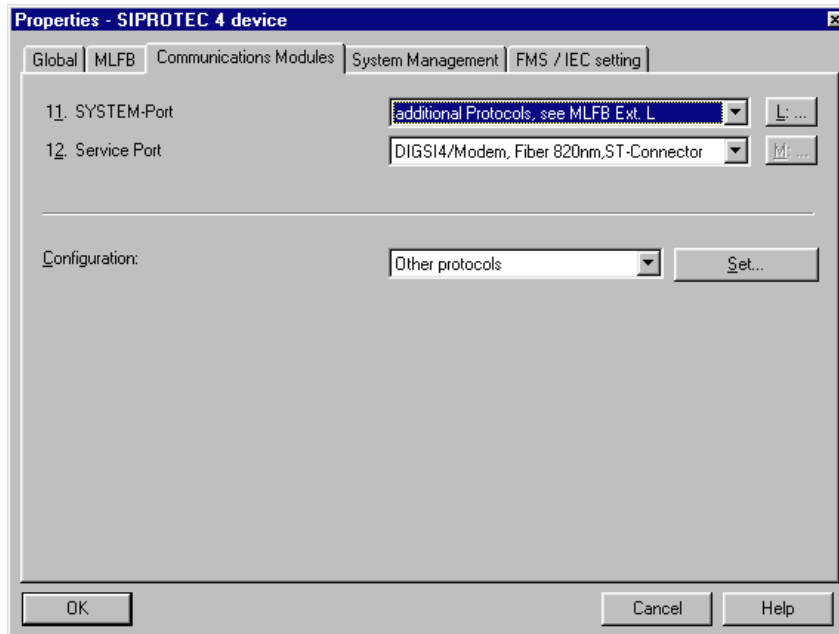 Properties - SIPROTEC 4 device
Global MLFB Communications Modules System Management FMS / IEC setting
11. SYSTEM-Port additional Protocols, see MLFB Ext. L L: ...
12. Service Port DIGSI4/Modem, Fiber 820nm,ST-Connector M: ...
Configuration: Other protocols Set...
OK Cancel Help